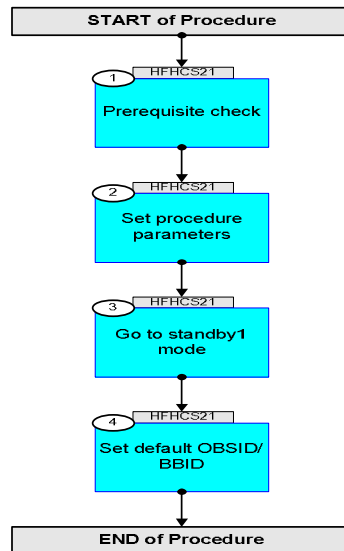 START of Procedure
HFHCS21
1
Prerequisite check
HFHCS21
2
Set procedure
parameters
HFHCS21
3
Go to standby1
mode
HFHCS21
4
Set default OBSID/
BBID
END of Procedure